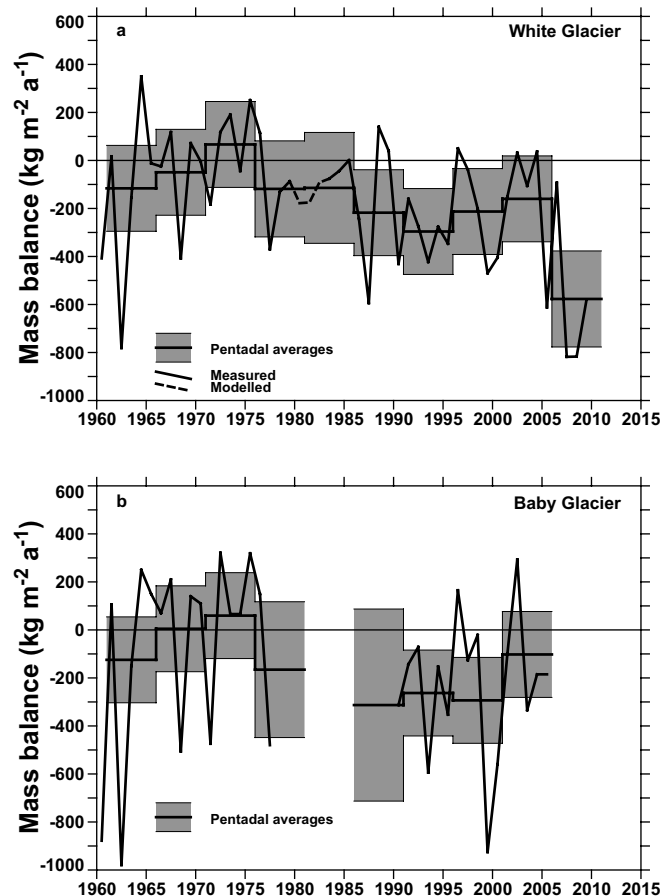 600
a
White Glacier
400
200
0
-200
-400
-600
-800
-1000
Mass balance (kg m-2 a-1)
Pentadal averages
Measured
Modelled
1960 1965 1970 1975 1980 1985 1990 1995 2000 2005 2010 2015
600
b
Baby Glacier
400
200
0
-200
-400
-600
-800
-1000
Mass balance (kg m-2 a-1)
Pentadal averages
1960 1965 1970 1975 1980 1985 1990 1995 2000 2005 2010 2015